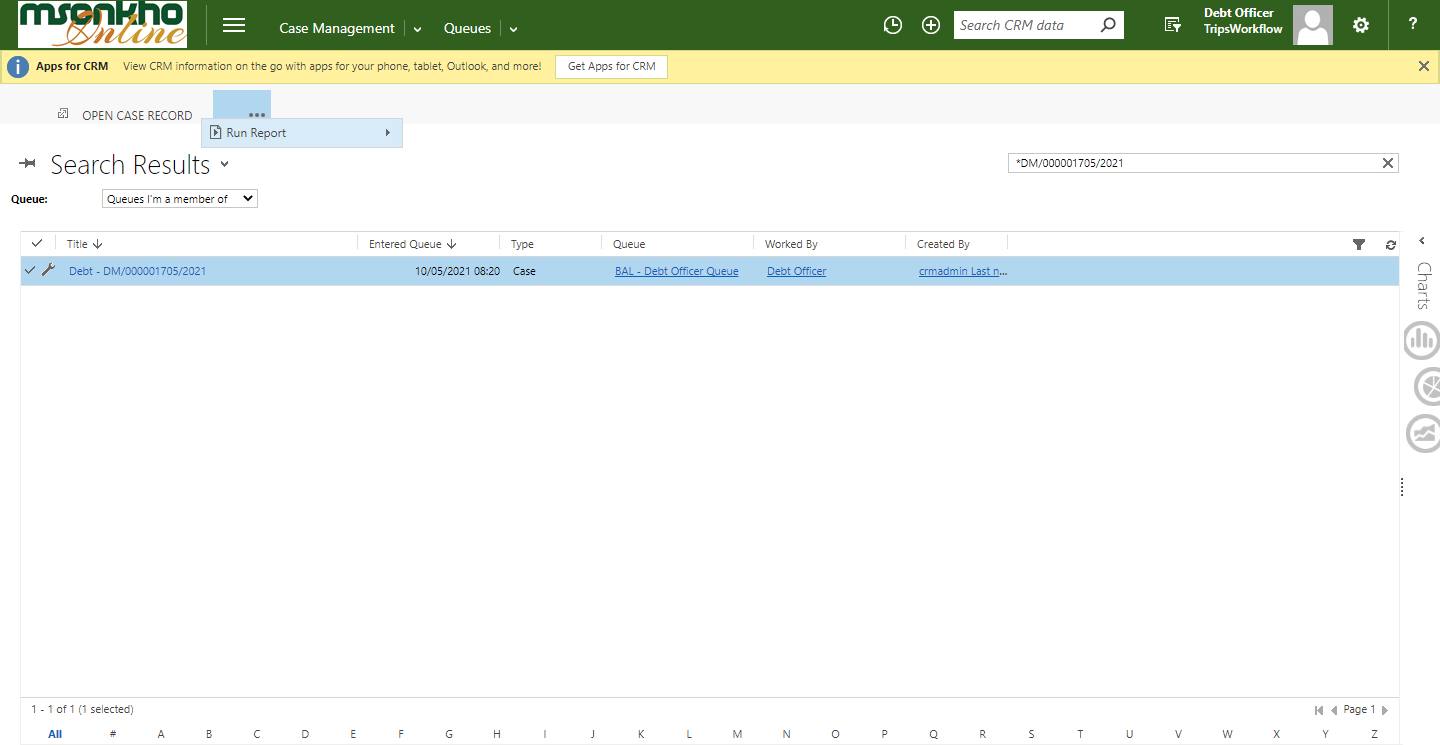 msonkho
Online
Case Management
Queues
Search CRM data
Debt Officer
TripsWorkflow
?
i
Apps for CRM View CRM information on the go with apps for your phone, tablet, Outlook, and more! Get Apps for CRM
OPEN CASE RECORD ...
Run Report
Search Results
*DM/000001705/2021
Queue: Queues I'm a member of
Title Entered Queue Type Queue Worked By Created By
Debt - DM/000001705/2021 10/05/2021 08:20 Case BAL - Debt Officer Queue Debt Officer crmadmin Last n...
Charts
1 - 1 of 1 (1 selected) Page 1
All # A B C D E F G H I J K L M N O P Q R S T U V W X Y Z